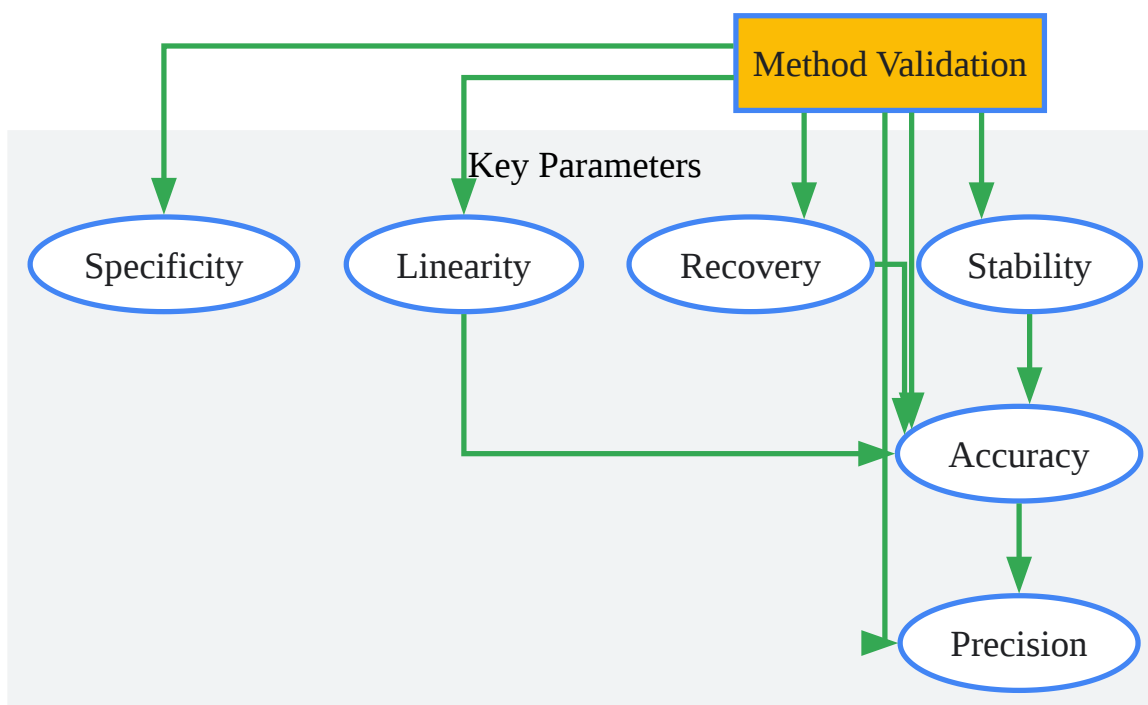 Method Validation
Key Parameters
Specificity
Linearity
Recovery
Stability
Accuracy
Precision